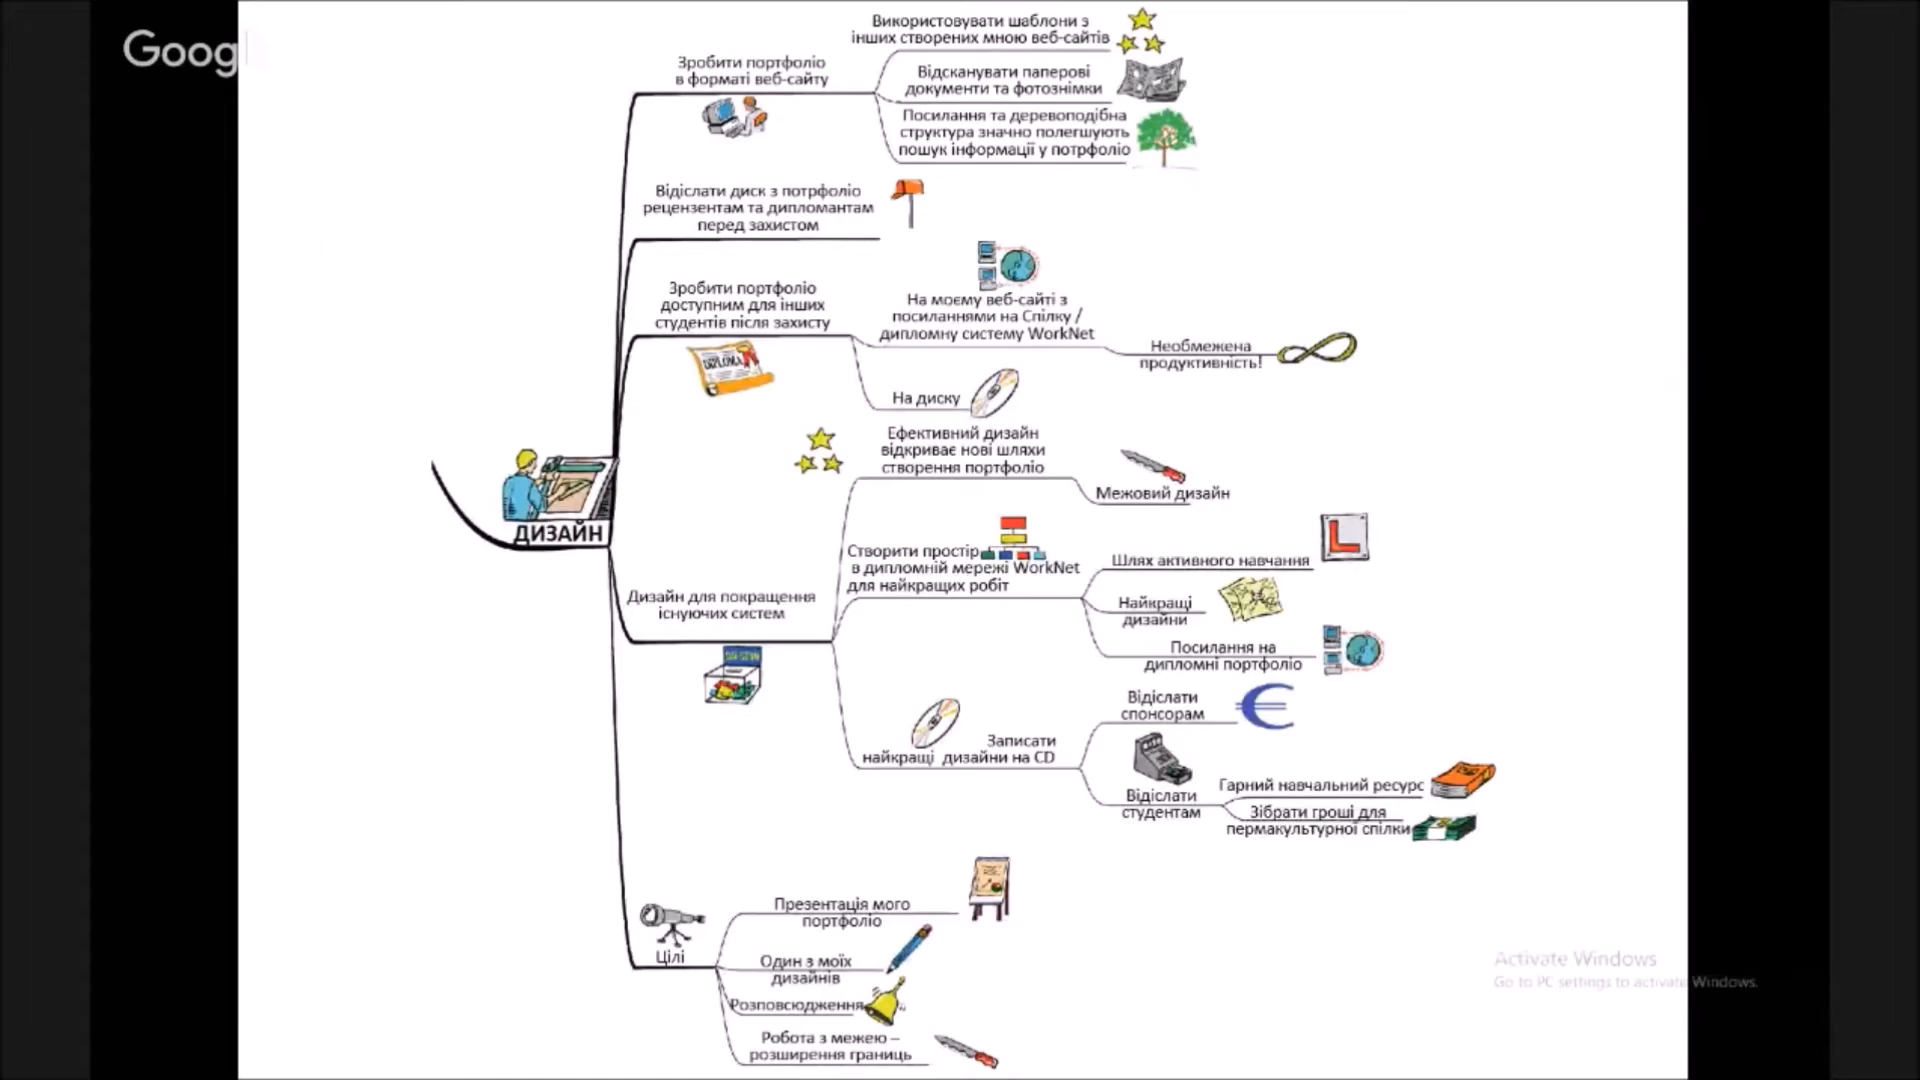 Goog
Використовувати шаблони з
інших створених мною веб-сайтів
Зробити портфоліо
в форматі веб-сайту
Відсканувати паперові
документи та фотознімки
Посилання та деревоподібна
структура значно полегшують
пошук інформації у потрфоліо
Відіслати диск з потрфоліо
рецензентам та дипломантам
перед захистом
Зробити портфоліо
доступним для інших
студентів після захисту
DIPLOMA
На моєму веб-сайті з
посиланнями на Спілку /
дипломну систему WorkNet
Необмежена
продуктивність!
На диску
ДИЗАЙН
Дизайн для покращення
існуючих систем
Ефективний дизайн
відкриває нові шляхи
створення портфоліо
Межовий дизайн
Створити простір
в дипломній мережі WorkNet
для найкращих робіт
Шлях активного навчання
L
Найкращі
дизайни
Посилання на
дипломні портфоліо
Записати
найкращі дизайни на CD
Відіслати
спонсорам
€
Відіслати
студентам
Гарний навчальний ресурс
Зібрати гроші для
пермакультурної спілки
Цілі
Презентація мого
портфоліо
Один з моїх
дизайнів
Розповсюдження
Робота з межею –
розширення границь
Activate Windows
Go to PC settings to activate Windows.